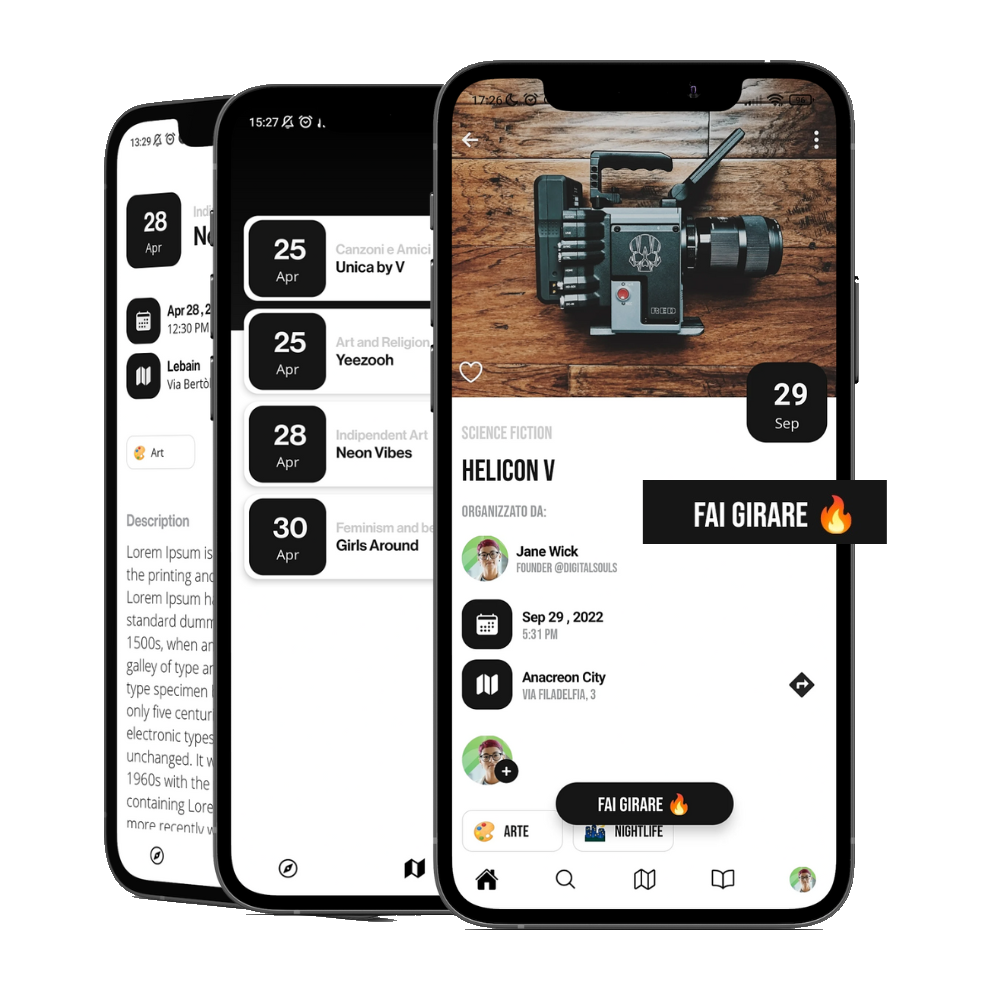 13:29
28
Apr
Indi
Apr 28, 2
12:30 PM
Lebain
Via Bertòl
Art
Description
Lorem Ipsum is
the printing and
Lorem Ipsum ha
standard dumm
1500s, when an
galley of type an
type specimen
only five centuri
electronic types
unchanged. It w
1960s with the
containing Lore
more recently w
15:27
25
Apr
Canzoni e Amici
Unica by V
25
Apr
Art and Religion
Yeezooh
28
Apr
Indipendent Art
Neon Vibes
30
Apr
Feminism and be
Girls Around
17:26
RED
29
Sep
SCIENCE FICTION
HELICON V
ORGANIZZATO DA:
FAI GIRARE 🔥
Jane Wick
FOUNDER @DIGITALSOULS
Sep 29 , 2022
5:31 PM
Anacreon City
VIA FILADELFIA, 3
FAI GIRARE 🔥
ARTE
NIGHTLIFE